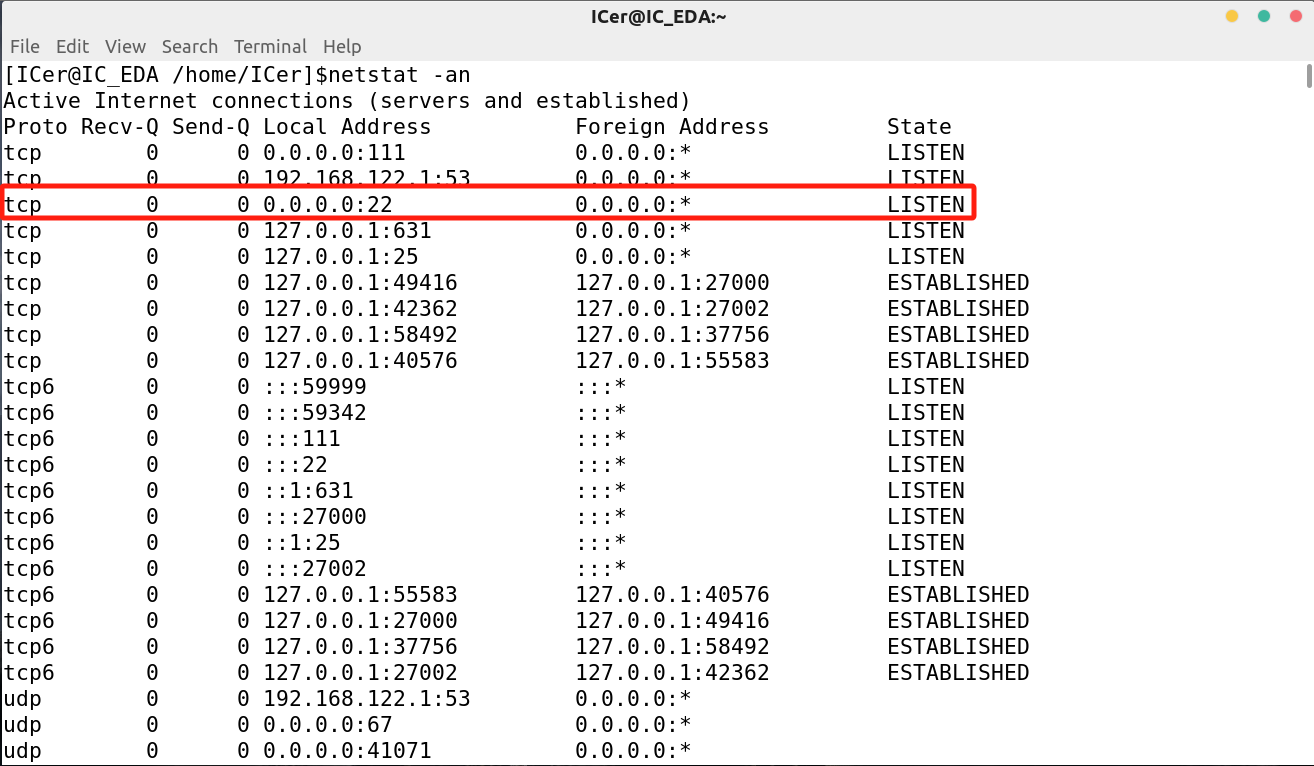 ICer@IC_EDA:~
File Edit View Search Terminal Help
[ICer@IC_EDA /home/ICer]$netstat -an
Active Internet connections (servers and established)
Proto Recv-Q Send-Q Local Address           Foreign Address         State
tcp        0      0 0.0.0.0:111             0.0.0.0:*               LISTEN
tcp        0      0 192.168.122.1:53        0.0.0.0:*               LISTEN
tcp        0      0 0.0.0.0:22              0.0.0.0:*               LISTEN
tcp        0      0 127.0.0.1:631           0.0.0.0:*               LISTEN
tcp        0      0 127.0.0.1:25            0.0.0.0:*               LISTEN
tcp        0      0 127.0.0.1:49416         127.0.0.1:27000         ESTABLISHED
tcp        0      0 127.0.0.1:42362         127.0.0.1:27002         ESTABLISHED
tcp        0      0 127.0.0.1:58492         127.0.0.1:37756         ESTABLISHED
tcp        0      0 127.0.0.1:40576         127.0.0.1:55583         ESTABLISHED
tcp6       0      0 :::59999                :::*                    LISTEN
tcp6       0      0 :::59342                :::*                    LISTEN
tcp6       0      0 :::111                  :::*                    LISTEN
tcp6       0      0 :::22                   :::*                    LISTEN
tcp6       0      0 ::1:631                 :::*                    LISTEN
tcp6       0      0 :::27000                :::*                    LISTEN
tcp6       0      0 ::1:25                  :::*                    LISTEN
tcp6       0      0 :::27002                :::*                    LISTEN
tcp6       0      0 127.0.0.1:55583         127.0.0.1:40576         ESTABLISHED
tcp6       0      0 127.0.0.1:27000         127.0.0.1:49416         ESTABLISHED
tcp6       0      0 127.0.0.1:37756         127.0.0.1:58492         ESTABLISHED
tcp6       0      0 127.0.0.1:27002         127.0.0.1:42362         ESTABLISHED
udp        0      0 192.168.122.1:53        0.0.0.0:*
udp        0      0 0.0.0.0:67              0.0.0.0:*
udp        0      0 0.0.0.0:41071           0.0.0.0:*